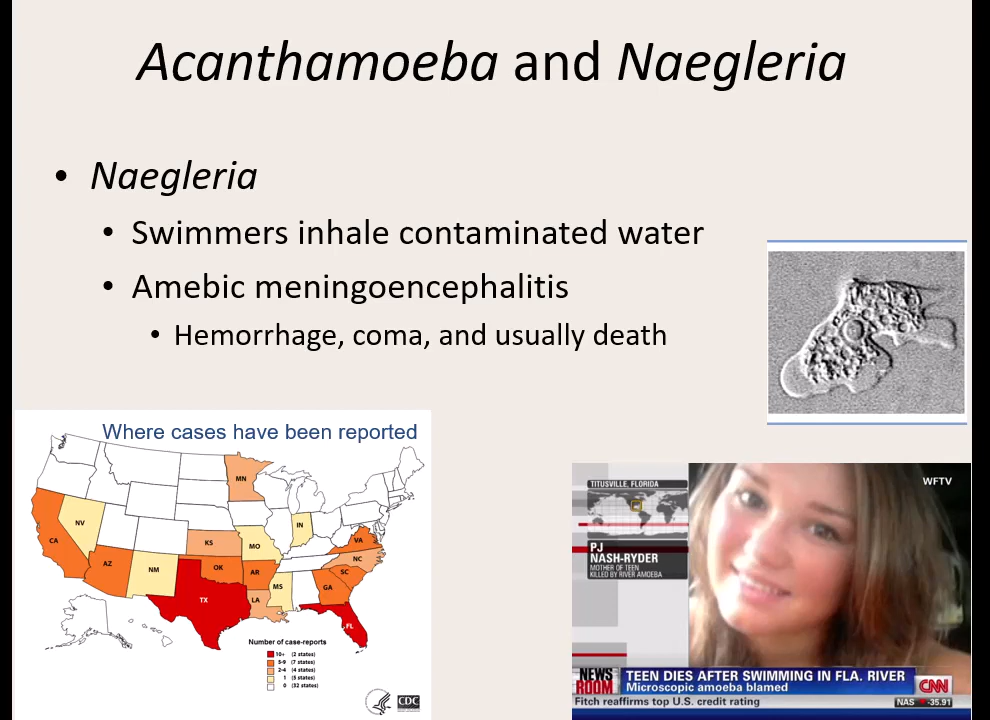 Acanthamoeba and Naegleria
• Naegleria
• Swimmers inhale contaminated water
• Amebic meningoencephalitis
• Hemorrhage, coma, and usually death
Where cases have been reported
MN
NV
IN
CA
KS
MO
VA
AZ
NM
OK
AR
NC
SC
MS
GA
TX
LA
FL
Number of case-reports
10+ (2 states)
5-9 (7 states)
2-4 (4 states)
1 (5 states)
0 (32 states)
CDC
TITUSVILLE, FLORIDA
WFTV
PJ
NASH-RYDER
MOTHER OF TEEN
KILLED BY RIVER AMOEBA
NEWS
ROOM
TEEN DIES AFTER SWIMMING IN FLA. RIVER
Microscopic amoeba blamed
CNN
Fitch reaffirms top U.S. credit rating
NAS ▼ -35.91